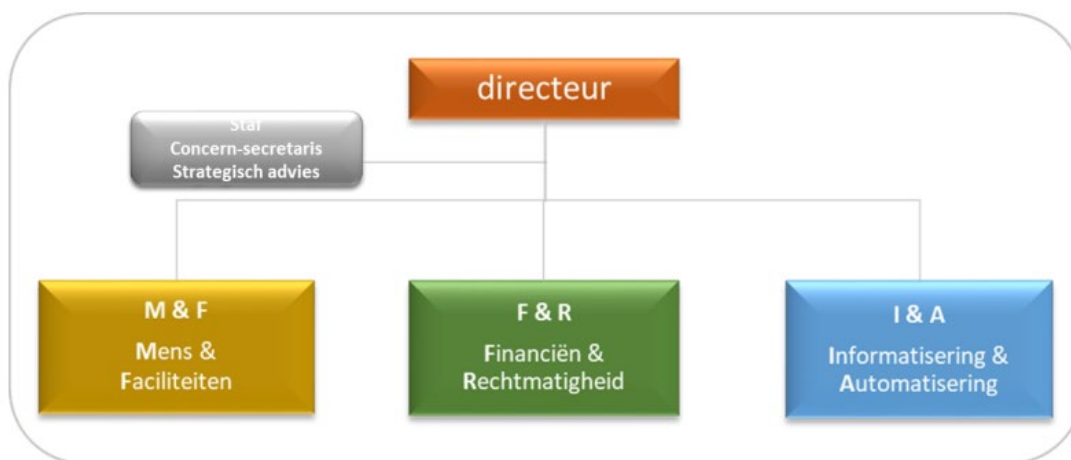 directeur
Staf
Concern-secretaris
Strategisch advies
M & F
Mens &
Faciliteiten
F & R
Financiën &
Rechtmatigheid
I & A
Informatisering &
Automatisering